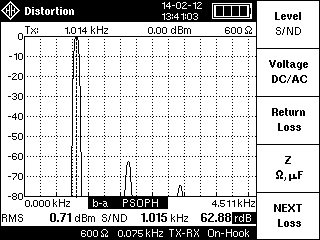 Distortion 14-02-12
13:41:03
Tx: 1.014 kHz 0.00 dBm 600 Ω
0
-10
-20
-30
-40
-50
-60
-70
-80
0.000 kHz b-a PSOPH 4.511kHz
RMS 0.71 dBm S/ND 1.015 kHz 62.88 rdB
600 Ω 0.075 kHz TX-RX On-Hook
Level
S/ND
Voltage
DC/AC
Return
Loss
Z
Ω,µF
NEXT
Loss